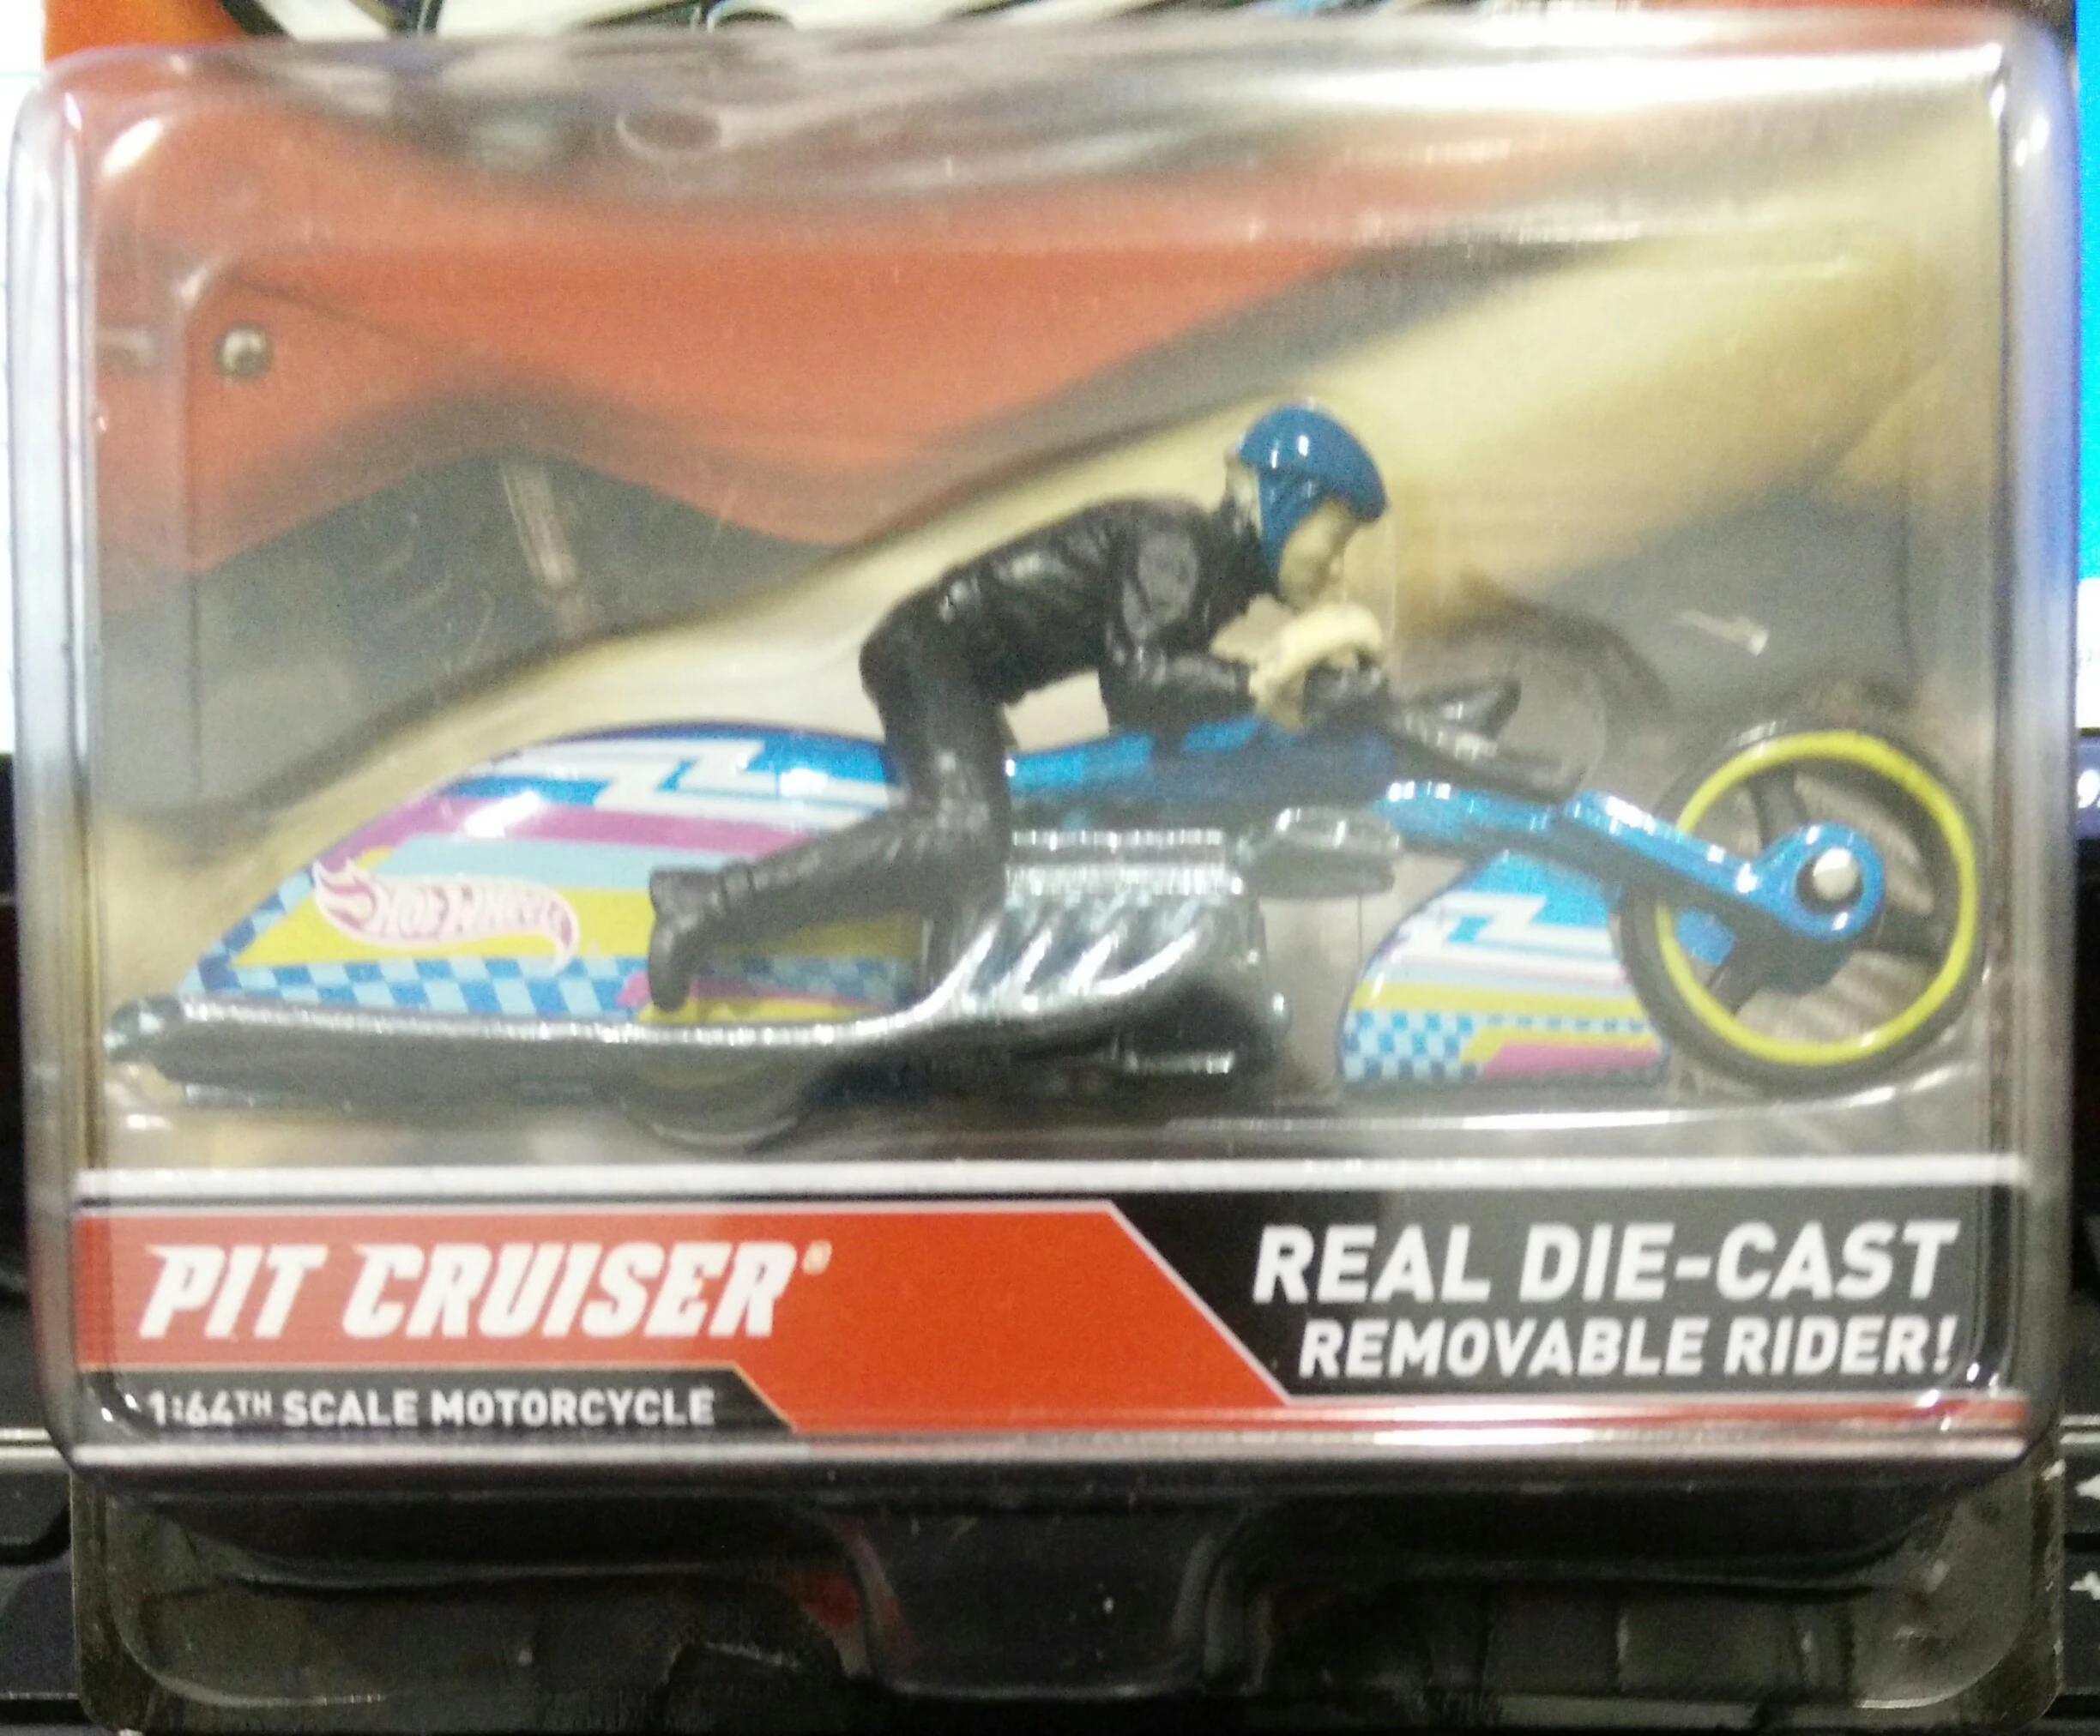 HOT WHEELS
PIT CRUISER®
REAL DIE-CAST
REMOVABLE RIDER!
1:64TH SCALE MOTORCYCLE